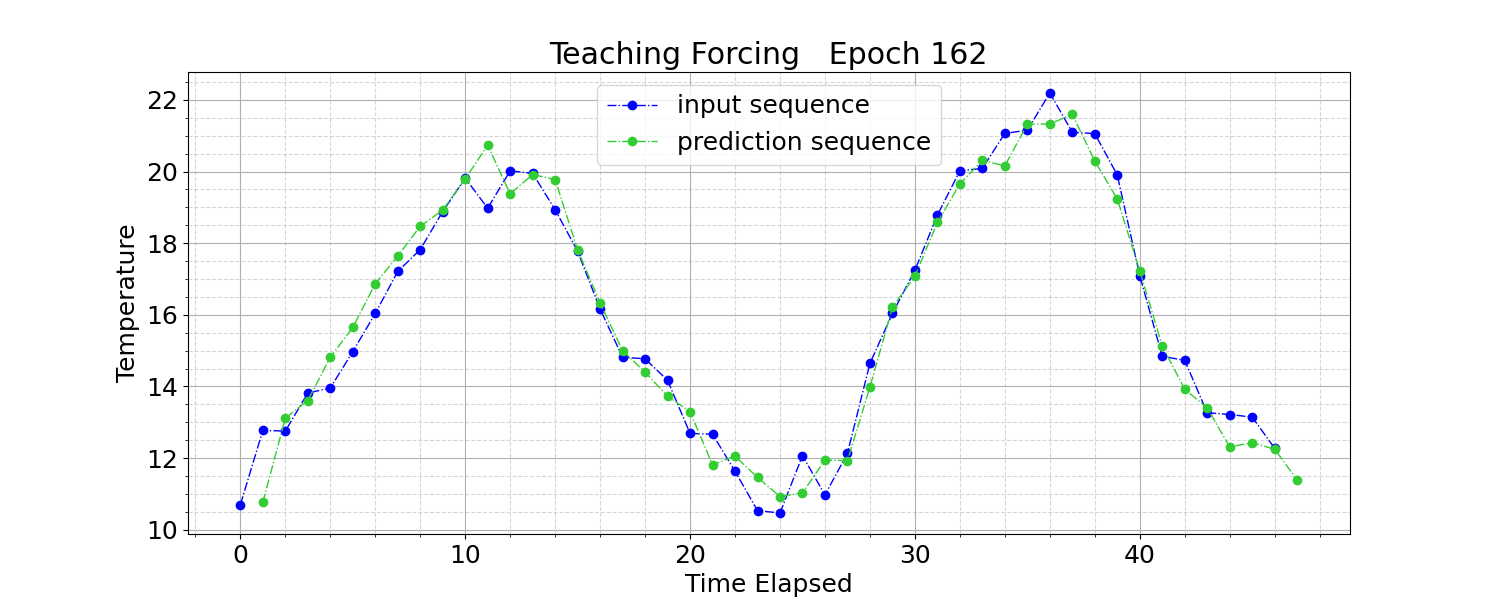 Teaching Forcing   Epoch 162
input sequence
prediction sequence
Temperature
22
20
18
16
14
12
10
0 10 20 30 40
Time Elapsed